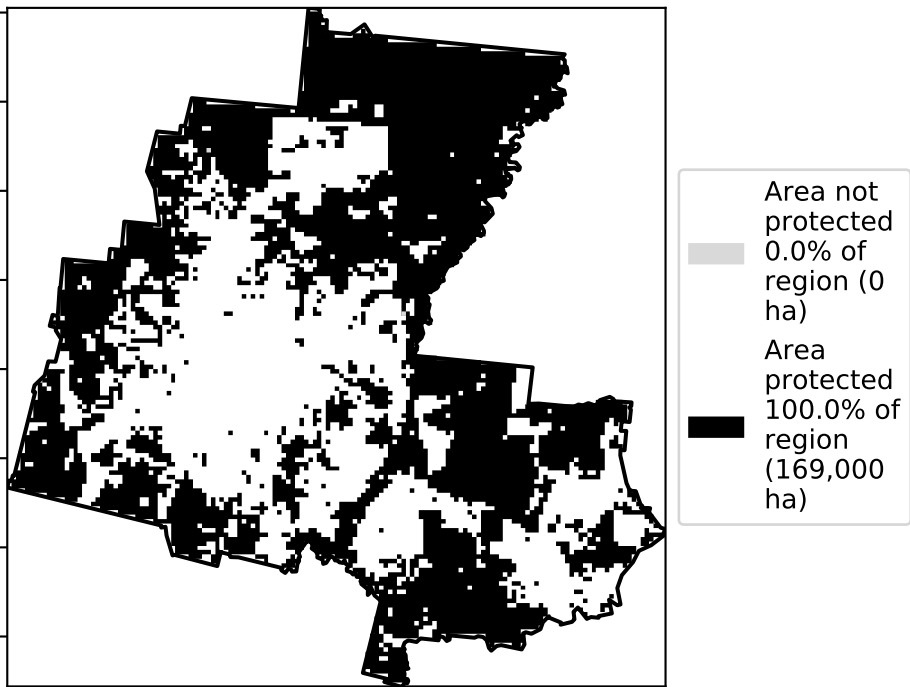 Area not
protected
0.0% of
region (0
ha)
Area
protected
100.0% of
region
(169,000
ha)